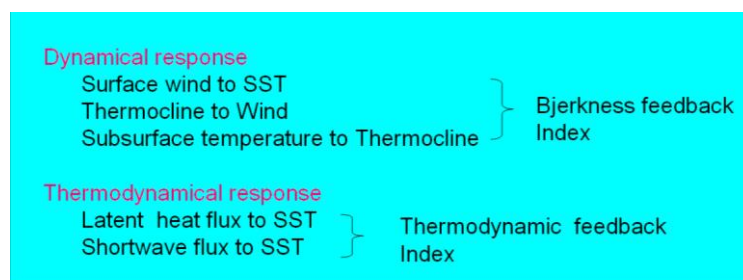 Dynamical response
Surface wind to SST
Thermocline to Wind
Subsurface temperature to Thermocline
Bjerkness feedback
Index
Thermodynamical response
Latent heat flux to SST
Shortwave flux to SST
Thermodynamic feedback
Index